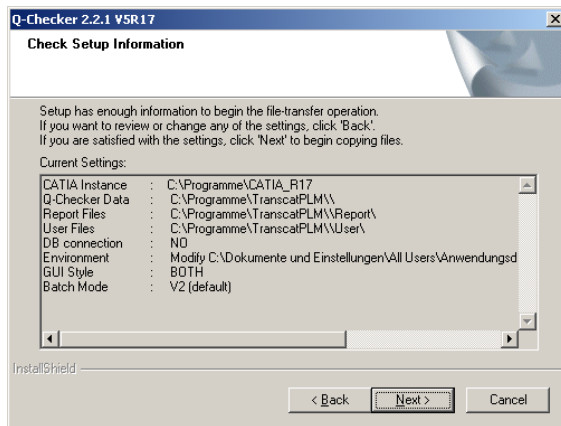 Q-Checker 2.2.1 V5R17
Check Setup Information
Setup has enough information to begin the file-transfer operation.
If you want to review or change any of the settings, click 'Back'.
If you are satisfied with the settings, click 'Next' to begin copying files.
Current Settings:
CATIA Instance : C:\Programme\CATIA_R17
Q-Checker Data : C:\Programme\TranscatPLM\\
Report Files : C:\Programme\TranscatPLM\\Report\
User Files : C:\Programme\TranscatPLM\\User\
DB connection : NO
Environment : Modify C:\Dokumente und Einstellungen\All Users\Anwendungsd
GUI Style : BOTH
Batch Mode : V2 (default)
InstallShield
< Back Next > Cancel